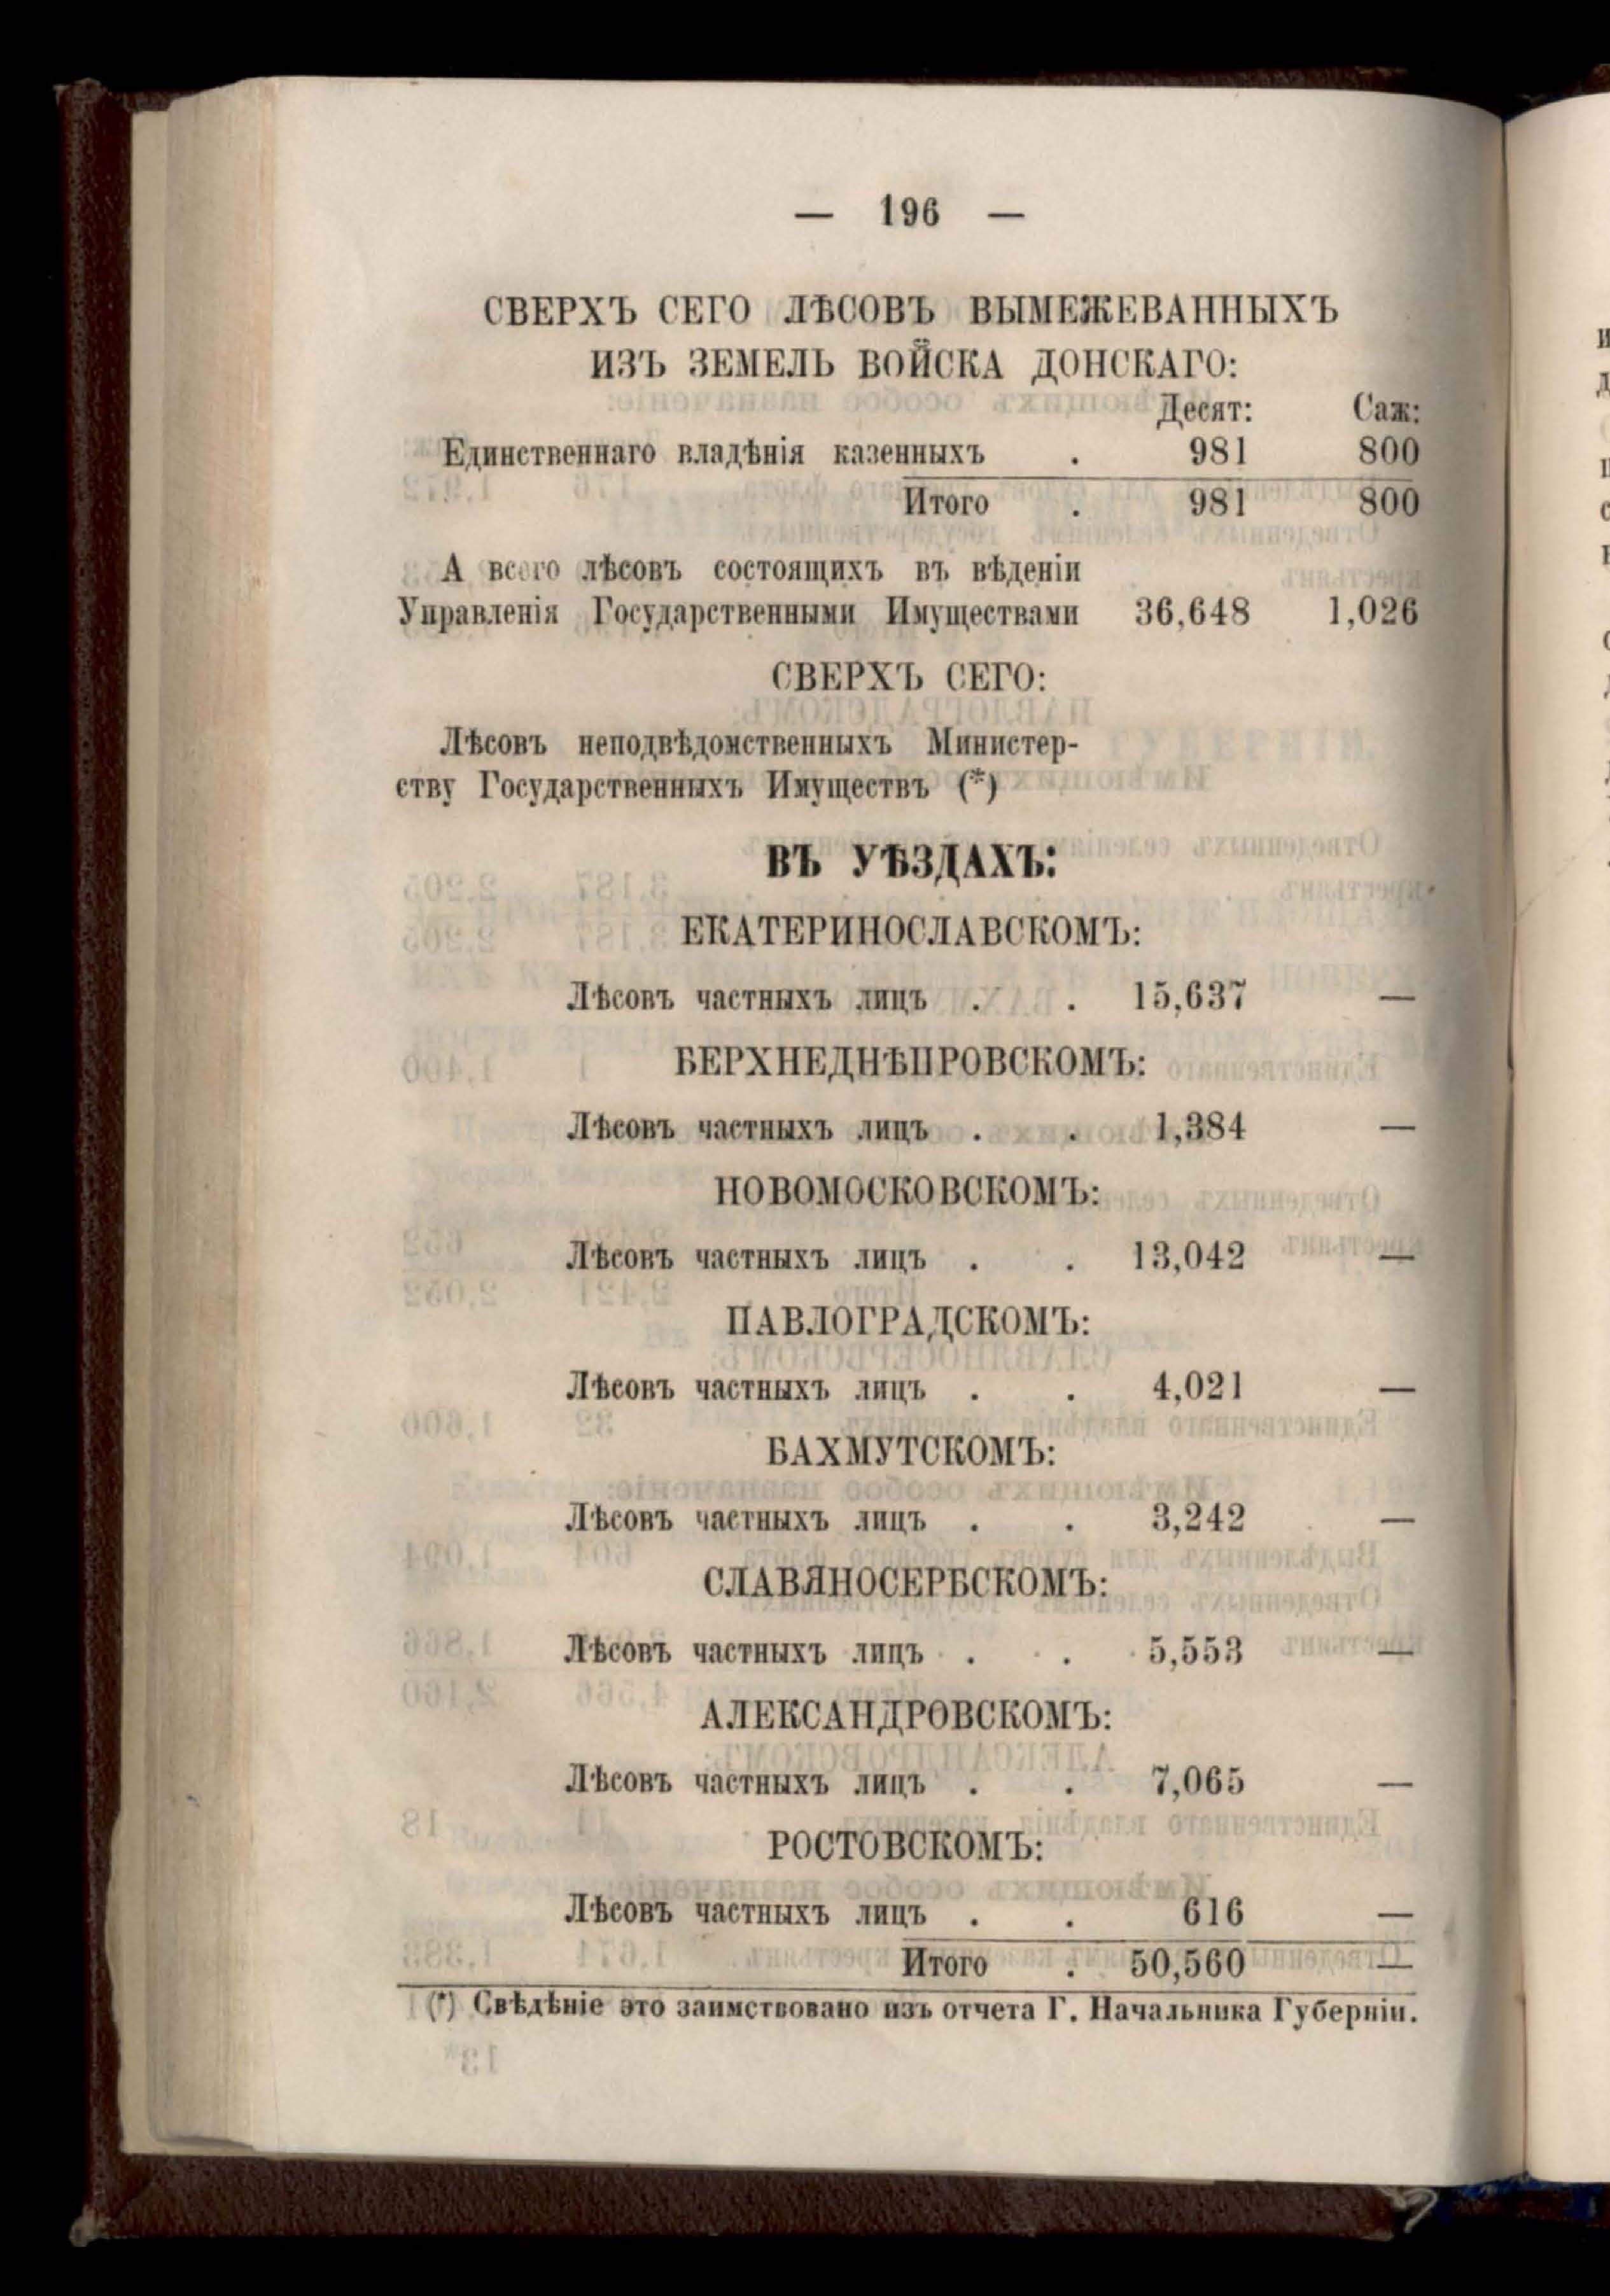 — 196 —
СВЕРХЪ СЕГО ЛѢСОВЪ ВЫМЕЖЕВАННЫХЪ
ИЗЪ ЗЕМЕЛЬ ВОЙСКА ДОНСКАГО:
Десят: Саж:
Единственнаго владѣнія казенныхъ . 981 800
Итого . 981 800
А всего лѣсовъ состоящихъ въ вѣденіи
Управленія Государственными Имуществами 36,648 1,026
СВЕРХЪ СЕГО:
Лѣсовъ неподвѣдомственныхъ Министер-
ству Государственныхъ Имуществъ (*)
ВЪ УѢЗДАХЪ:
ЕКАТЕРИНОСЛАВСКОМЪ:
Лѣсовъ частныхъ лицъ . . 15,637 —
БЕРХНЕДНѢПРОВСКОМЪ:
Лѣсовъ частныхъ лицъ . . 1,384 —
НОВОМОСКОВСКОМЪ:
Лѣсовъ частныхъ лицъ . . 13,042 —
ПАВЛОГРАДСКОМЪ:
Лѣсовъ частныхъ лицъ . . 4,021 —
БАХМУТСКОМЪ:
Лѣсовъ частныхъ лицъ . . 3,242 —
СЛАВЯНОСЕРБСКОМЪ:
Лѣсовъ частныхъ лицъ . . 5,553 —
АЛЕКСАНДРОВСКОМЪ:
Лѣсовъ частныхъ лицъ . . 7,065 —
РОСТОВСКОМЪ:
Лѣсовъ частныхъ лицъ . . 616 —
Итого . 50,560 —
(*) Свѣдѣніе это заимствовано изъ отчета Г. Начальника Губерніи.